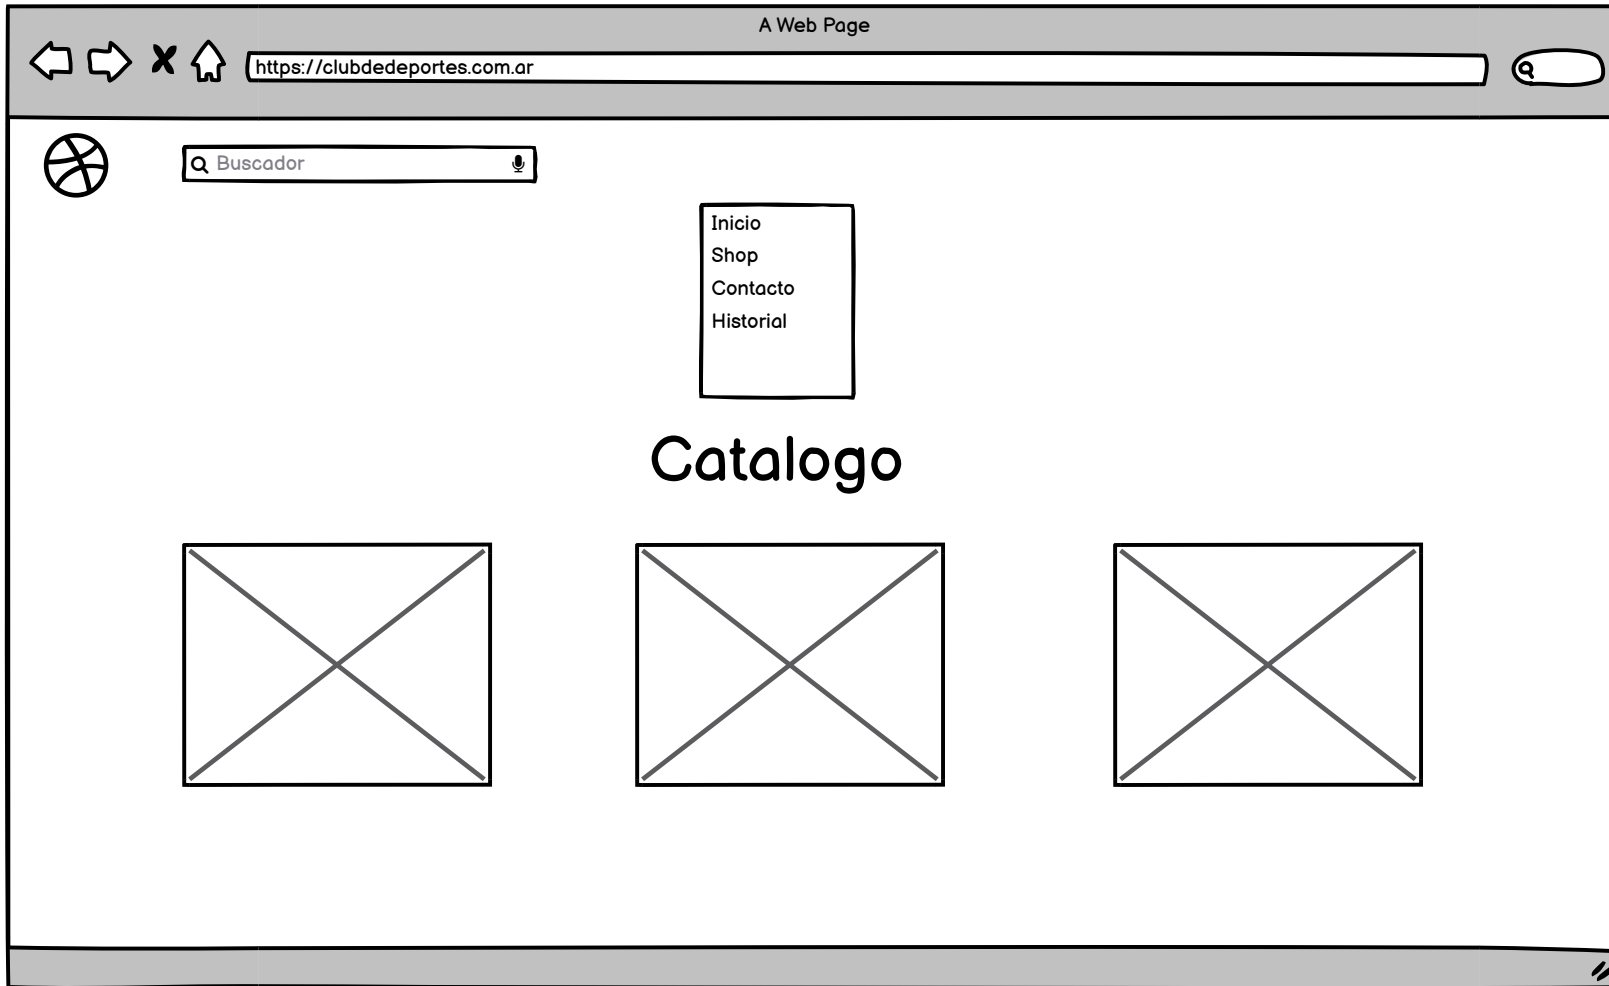 A Web Page
https://clubdedeportes.com.ar
Buscador
Inicio
Shop
Contacto
Historial
Catalogo